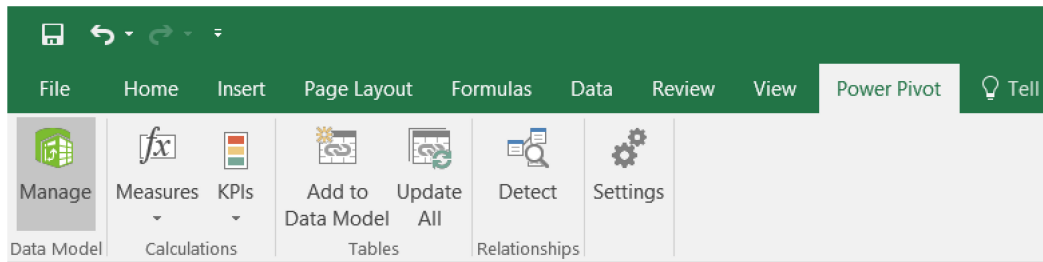 File Home Insert Page Layout Formulas Data Review View Power Pivot Tell
fx
Manage Measures KPIs Add to Update Detect Settings
Data Model All
Data Model Calculations Tables Relationships